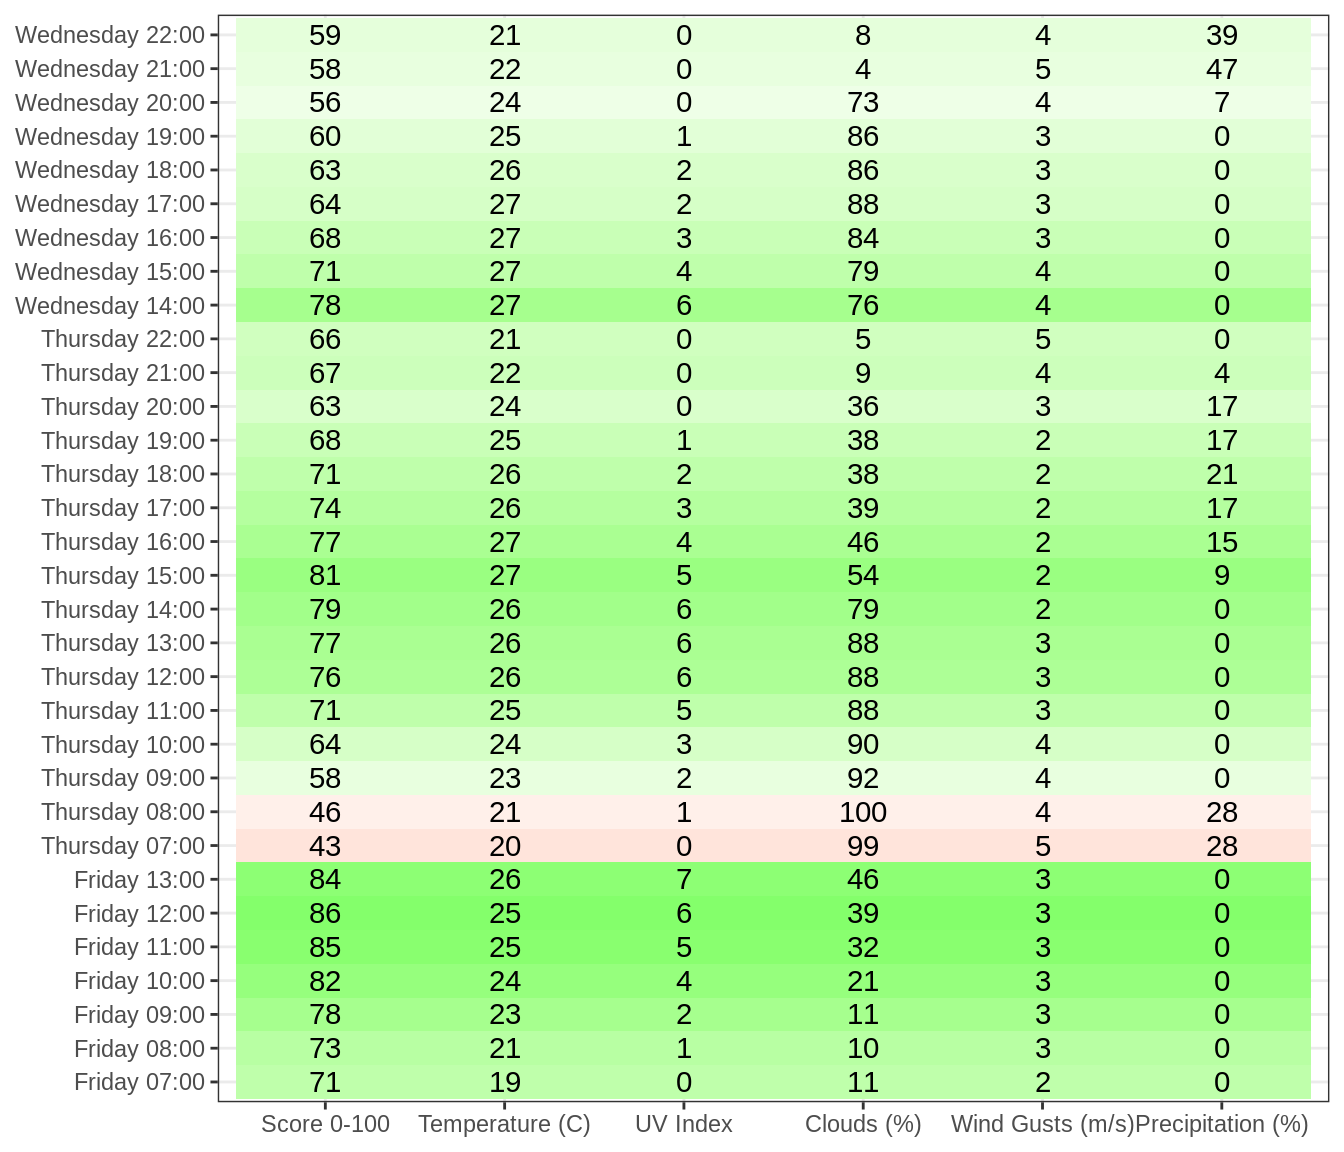 Wednesday 22:00 59 21 0 8 4 39
Wednesday 21:00 58 22 0 4 5 47
Wednesday 20:00 56 24 0 73 4 7
Wednesday 19:00 60 25 1 86 3 0
Wednesday 18:00 63 26 2 86 3 0
Wednesday 17:00 64 27 2 88 3 0
Wednesday 16:00 68 27 3 84 3 0
Wednesday 15:00 71 27 4 79 4 0
Wednesday 14:00 78 27 6 76 4 0
Thursday 22:00 66 21 0 5 5 0
Thursday 21:00 67 22 0 9 4 4
Thursday 20:00 63 24 0 36 3 17
Thursday 19:00 68 25 1 38 2 17
Thursday 18:00 71 26 2 38 2 21
Thursday 17:00 74 26 3 39 2 17
Thursday 16:00 77 27 4 46 2 15
Thursday 15:00 81 27 5 54 2 9
Thursday 14:00 79 26 6 79 2 0
Thursday 13:00 77 26 6 88 3 0
Thursday 12:00 76 26 6 88 3 0
Thursday 11:00 71 25 5 88 3 0
Thursday 10:00 64 24 3 90 4 0
Thursday 09:00 58 23 2 92 4 0
Thursday 08:00 46 21 1 100 4 28
Thursday 07:00 43 20 0 99 5 28
Friday 13:00 84 26 7 46 3 0
Friday 12:00 86 25 6 39 3 0
Friday 11:00 85 25 5 32 3 0
Friday 10:00 82 24 4 21 3 0
Friday 09:00 78 23 2 11 3 0
Friday 08:00 73 21 1 10 3 0
Friday 07:00 71 19 0 11 2 0
Score 0-100 Temperature (C) UV Index Clouds (%) Wind Gusts (m/s) Precipitation (%)